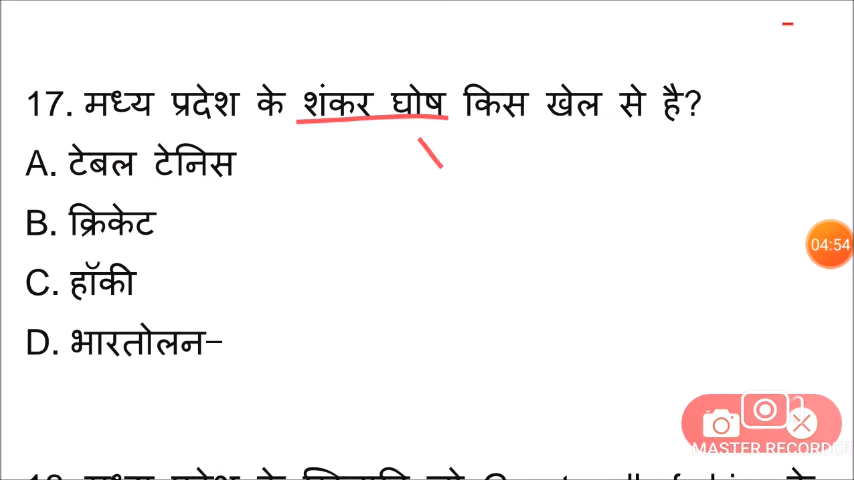 17. मध्य प्रदेश के शंकर घोष किस खेल से है?
A. टेबल टेनिस
B. क्रिकेट
04:54
C. हॉकी
D. भारतोलन–
MASTER RECORDER